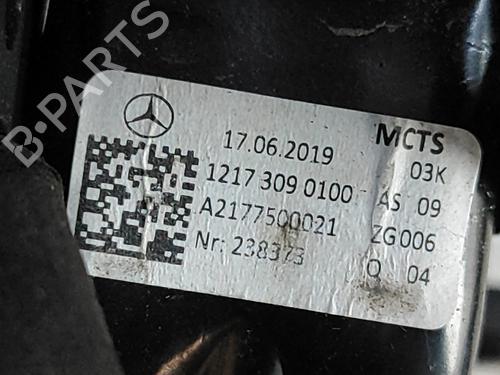 B-PARTS
17.06.2019 MCTS
1217 309 0100 03K
A2177500021 AS 09
Nr: 238373 ZG006
Q 04